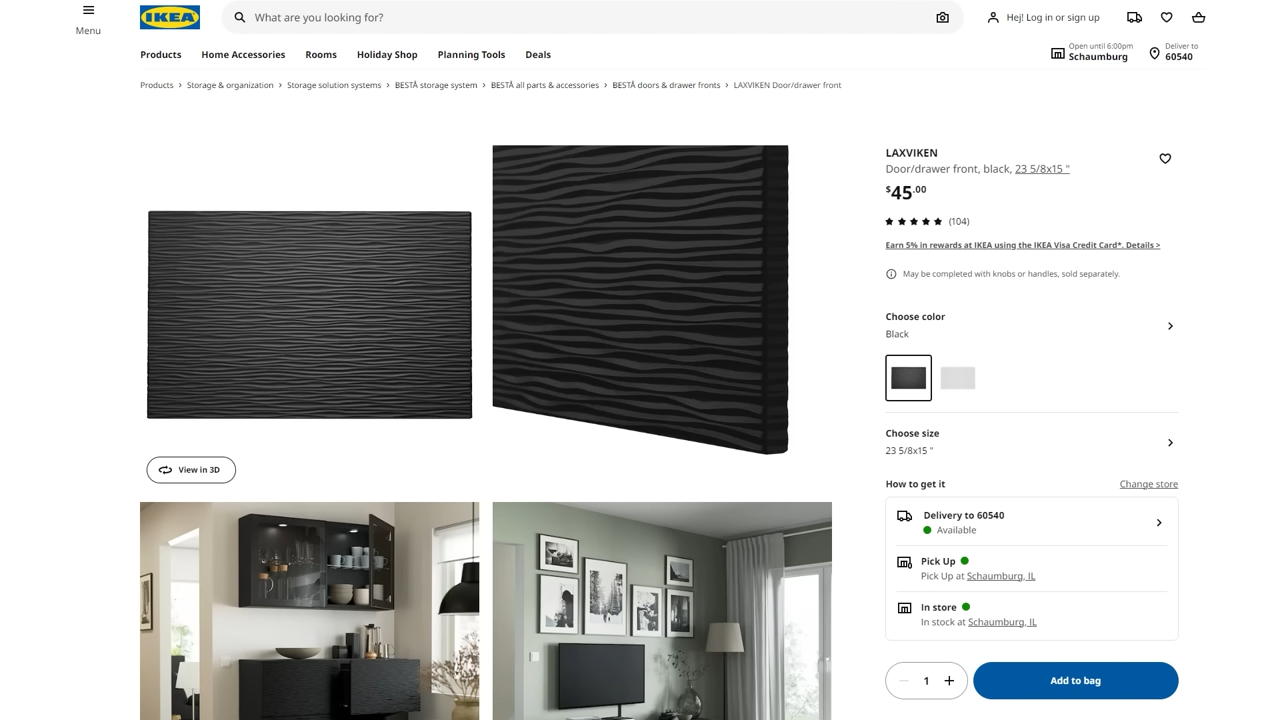 Menu
IKEA
What are you looking for?
Hej! Log in or sign up
Products
Home Accessories
Rooms
Holiday Shop
Planning Tools
Deals
Open until 6:00pm
Schaumburg
Deliver to
60540
Products › Storage & organization › Storage solution systems › BESTÅ storage system › BESTÅ all parts & accessories › BESTÅ doors & drawer fronts › LAXVIKEN Door/drawer front
LAXVIKEN
Door/drawer front, black, 23 5/8x15 "
$45.00
(104)
Earn 5% in rewards at IKEA using the IKEA Visa Credit Card*. Details >
May be completed with knobs or handles, sold separately.
Choose color
Black
Choose size
23 5/8x15 "
View in 3D
How to get it
Change store
Delivery to 60540
Available
Pick Up
Pick Up at Schaumburg, IL
In store
In stock at Schaumburg, IL
1
Add to bag